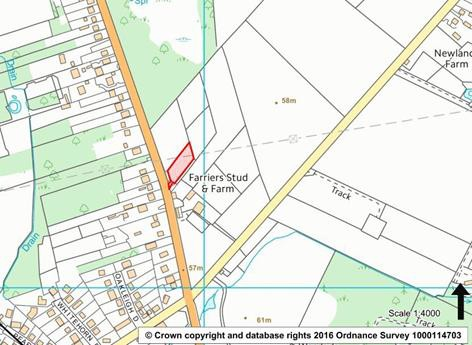 Spr
Drain
Newlan
Farm
58m
Farriers Stud
& Farm
Track
Track
Drain
57m
OAKLEIGH D
WHITEHORN
61m
Scale 1:4000
© Crown copyright and database rights 2016 Ordnance Survey 1000114703